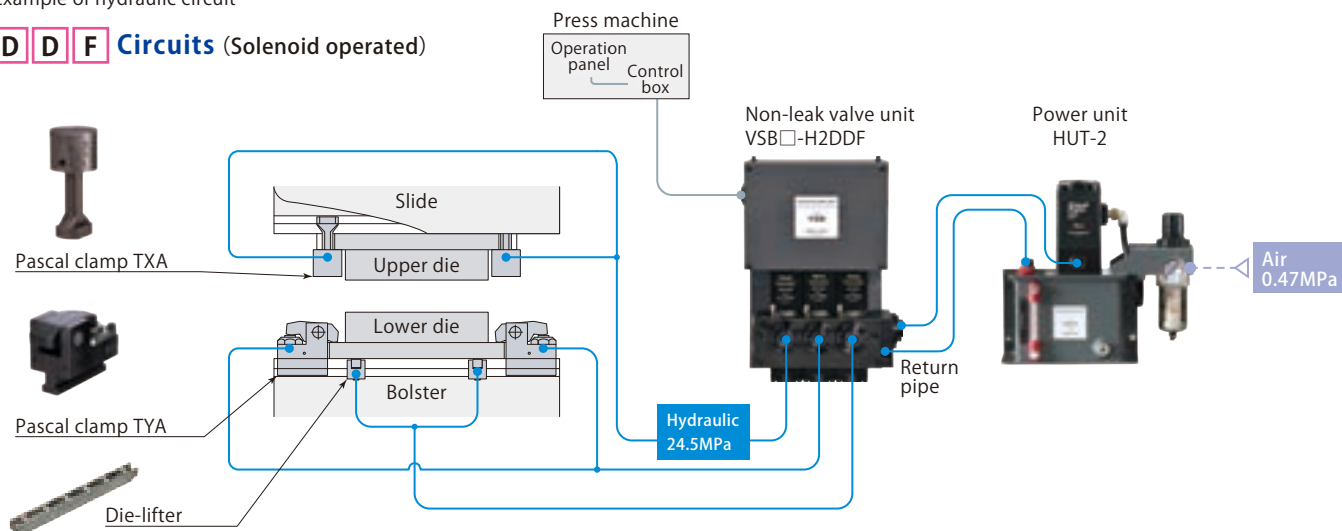 Example of hydraulic circuit
D D F Circuits (Solenoid operated)
Press machine
Operation
panel
Control
box
Non-leak valve unit
VSB□-H2DDF
Power unit
HUT-2
Slide
Pascal clamp TXA
Upper die
Air
0.47MPa
Lower die
Return
pipe
Bolster
Hydraulic
24.5MPa
Pascal clamp TYA
Die-lifter